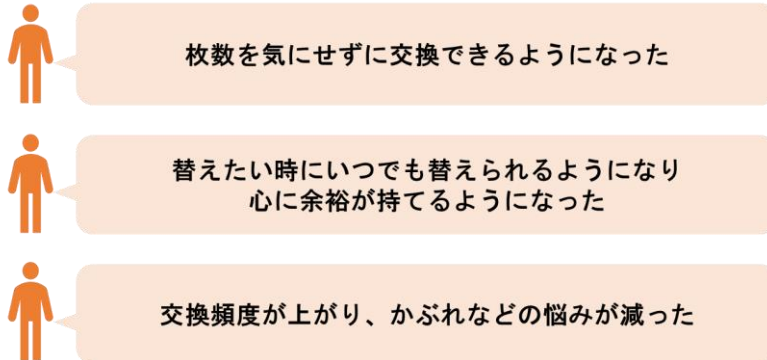 枚数を気にせずに交換できるようになった
替えたい時にいつでも替えられるようになり
心に余裕が持てるようになった
交換頻度が上がり、かぶれなどの悩みが減った